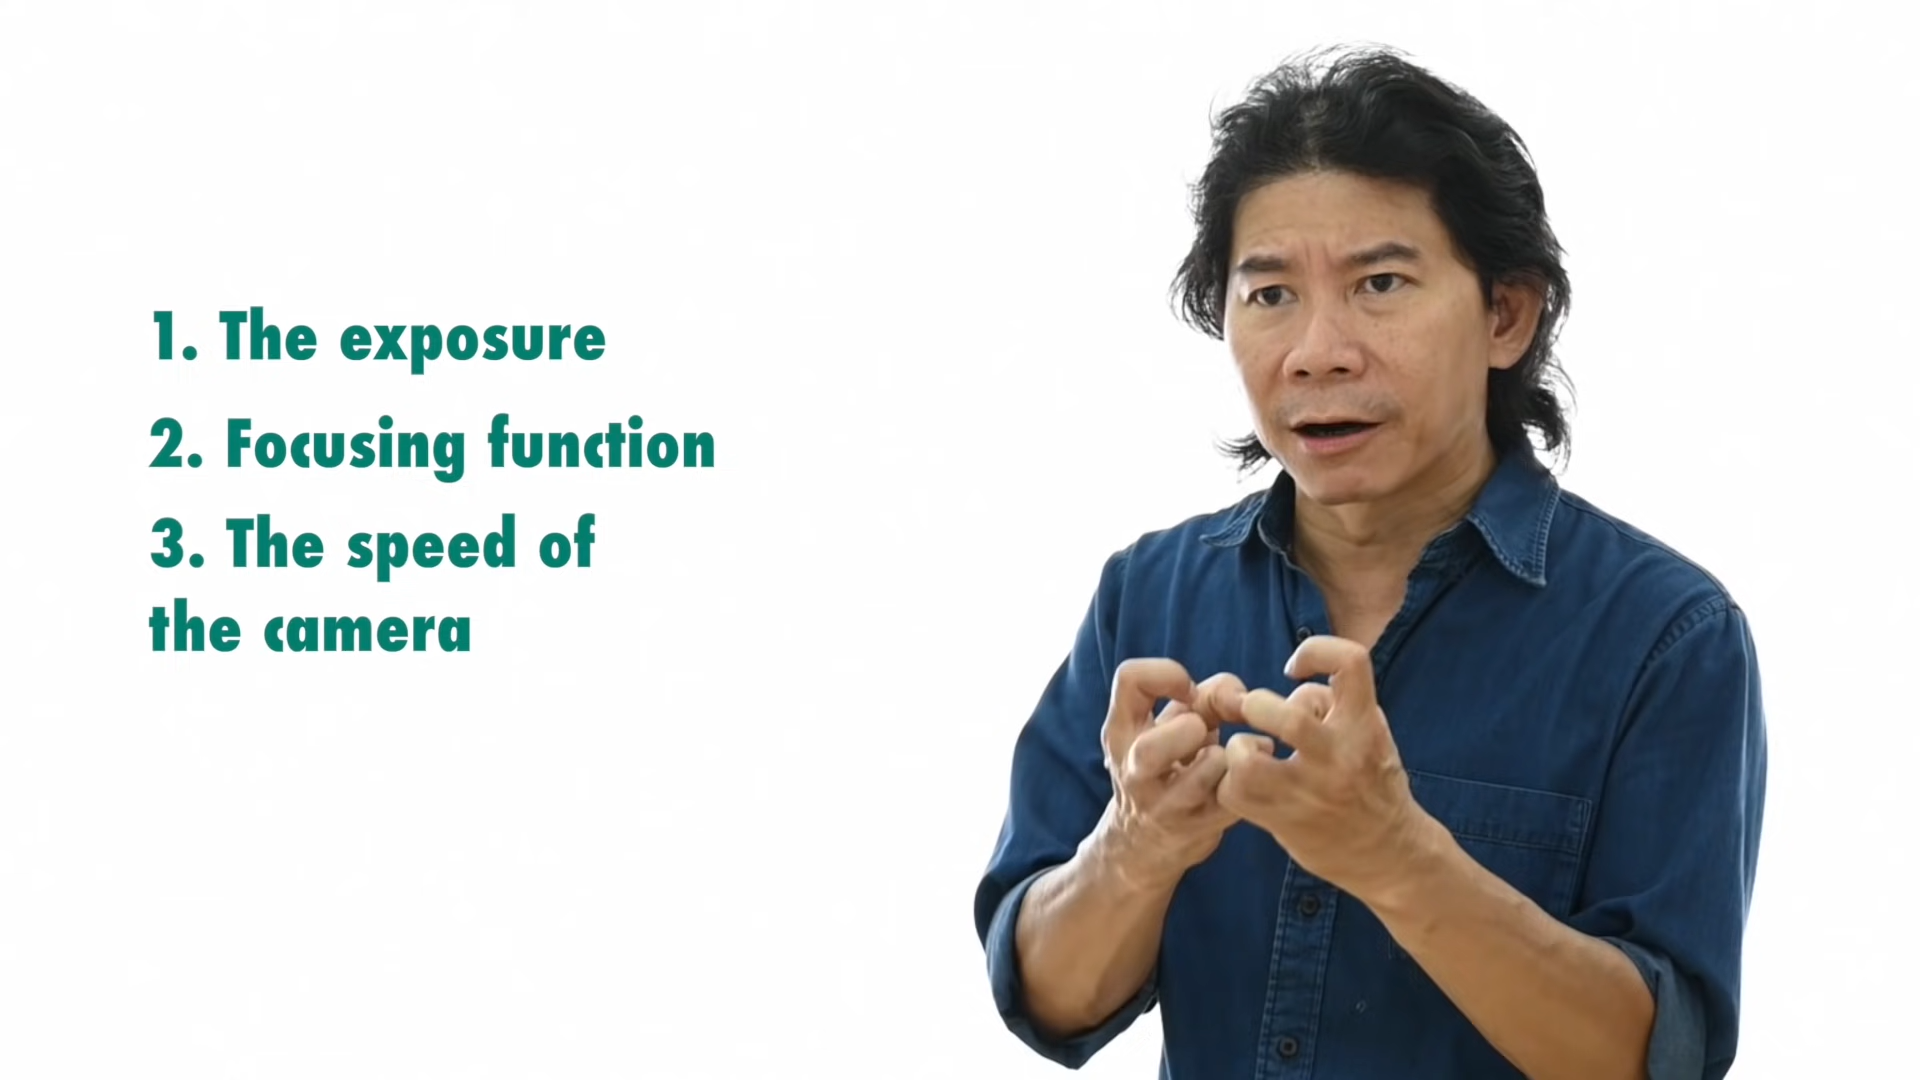 1. The exposure
2. Focusing function
3. The speed of
the camera